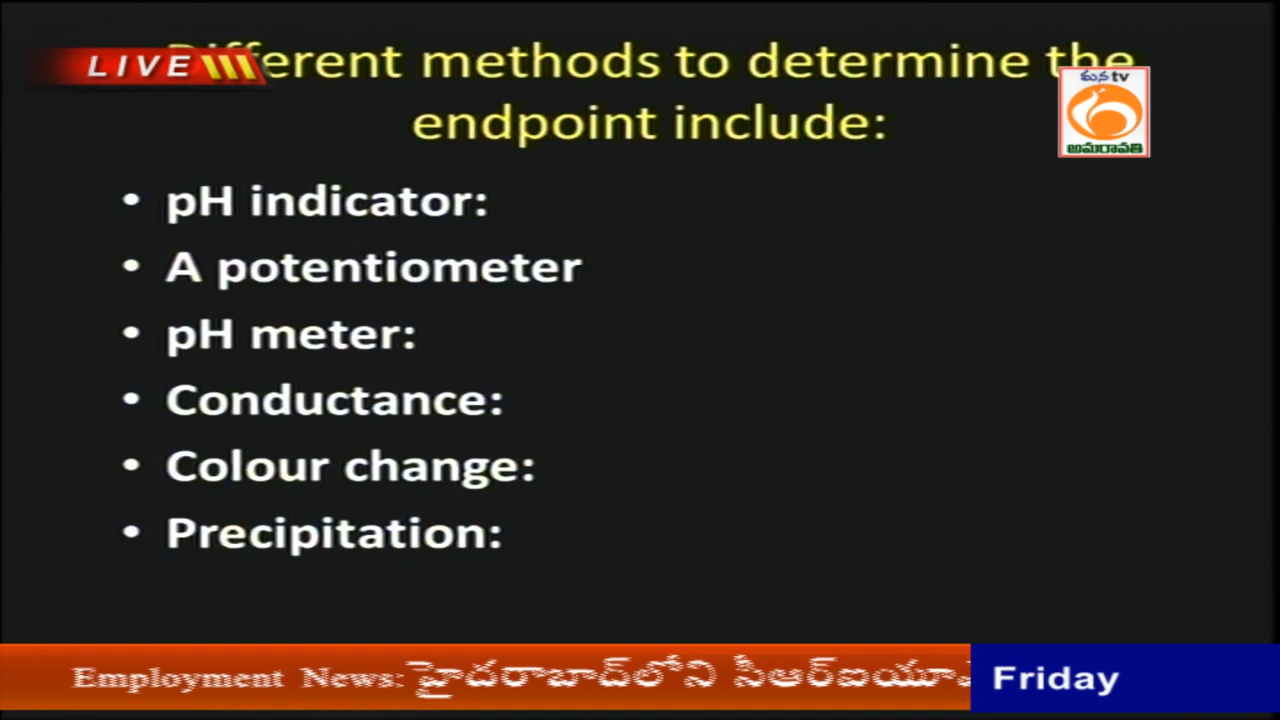 LIVE
Different methods to determine the
endpoint include:
మన tv
అమరావతి
• pH indicator:
• A potentiometer
• pH meter:
• Conductance:
• Colour change:
• Precipitation:
Employment News: హైదరాబాద్‌లోని
Friday